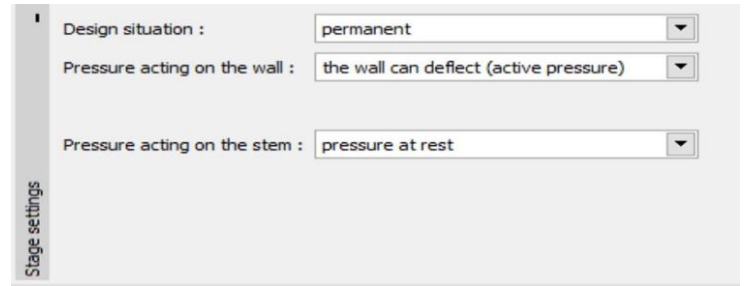 Design situation : permanent
Pressure acting on the wall : the wall can deflect (active pressure)
Pressure acting on the stem : pressure at rest
Stage settings